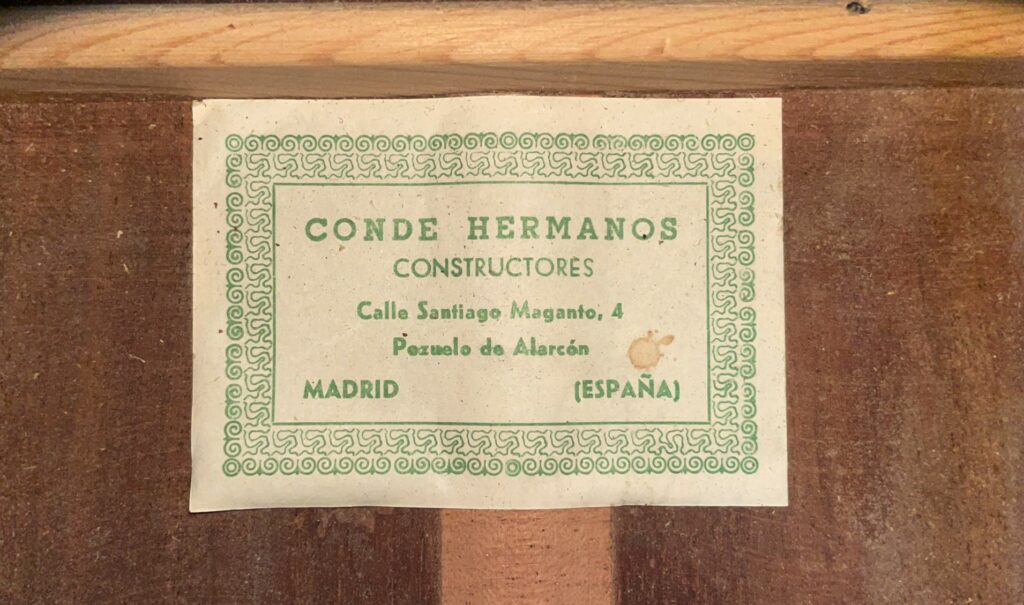 CONDE HERMANOS
CONSTRUCTORES
Calle Santiago Maganto, 4
Pozuelo de Alarcón
MADRID (ESPAÑA)